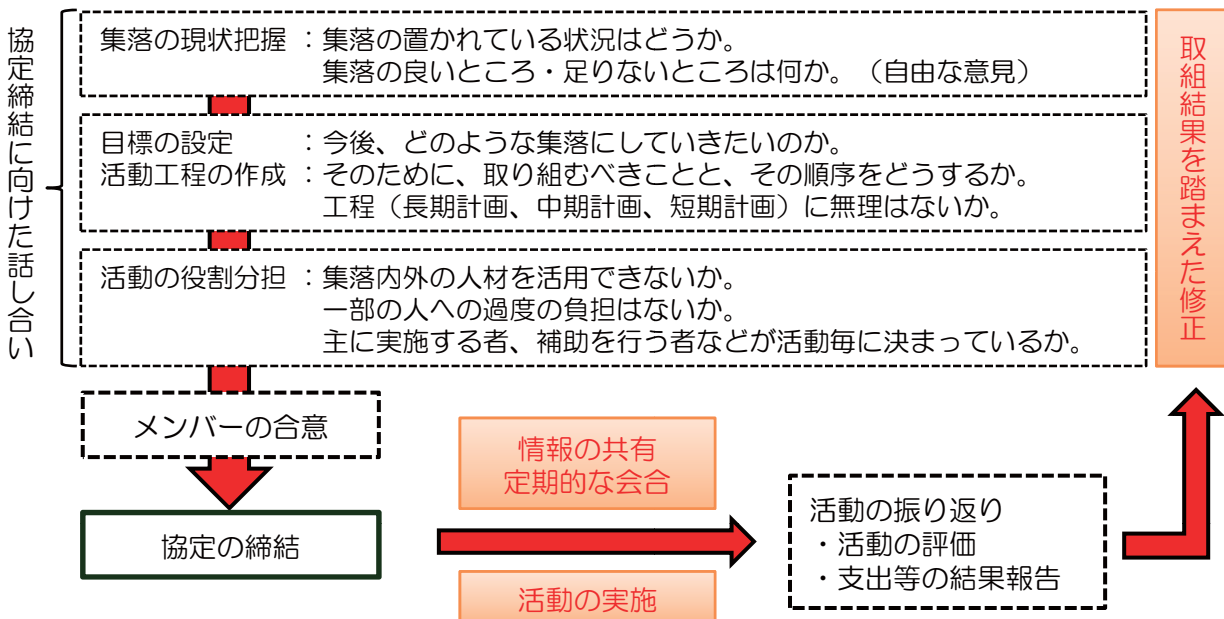 協定締結に向けた話し合い
集落の現状把握 ：集落の置かれている状況はどうか。
集落の良いところ・足りないところは何か。（自由な意見）
目標の設定 ：今後、どのような集落にしていきたいのか。
活動工程の作成 ：そのために、取り組むべきことと、その順序をどうするか。
工程（長期計画、中期計画、短期計画）に無理はないか。
活動の役割分担 ：集落内外の人材を活用できないか。
一部の人への過度の負担はないか。
主に実施する者、補助を行う者などが活動毎に決まっているか。
メンバーの合意
協定の締結
情報の共有
定期的な会合
活動の実施
活動の振り返り
・活動の評価
・支出等の結果報告
取組結果を踏まえた修正